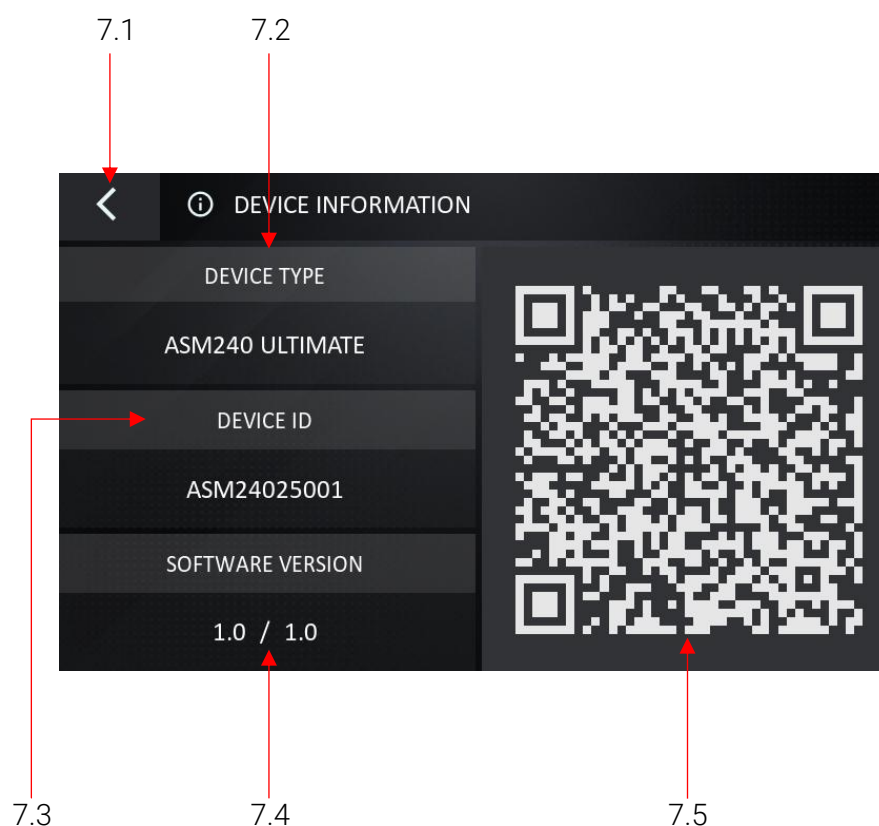 7.1 7.2
DEVICE INFORMATION
DEVICE TYPE
ASM240 ULTIMATE
DEVICE ID
ASM24025001
SOFTWARE VERSION
1.0 / 1.0
7.3 7.4 7.5